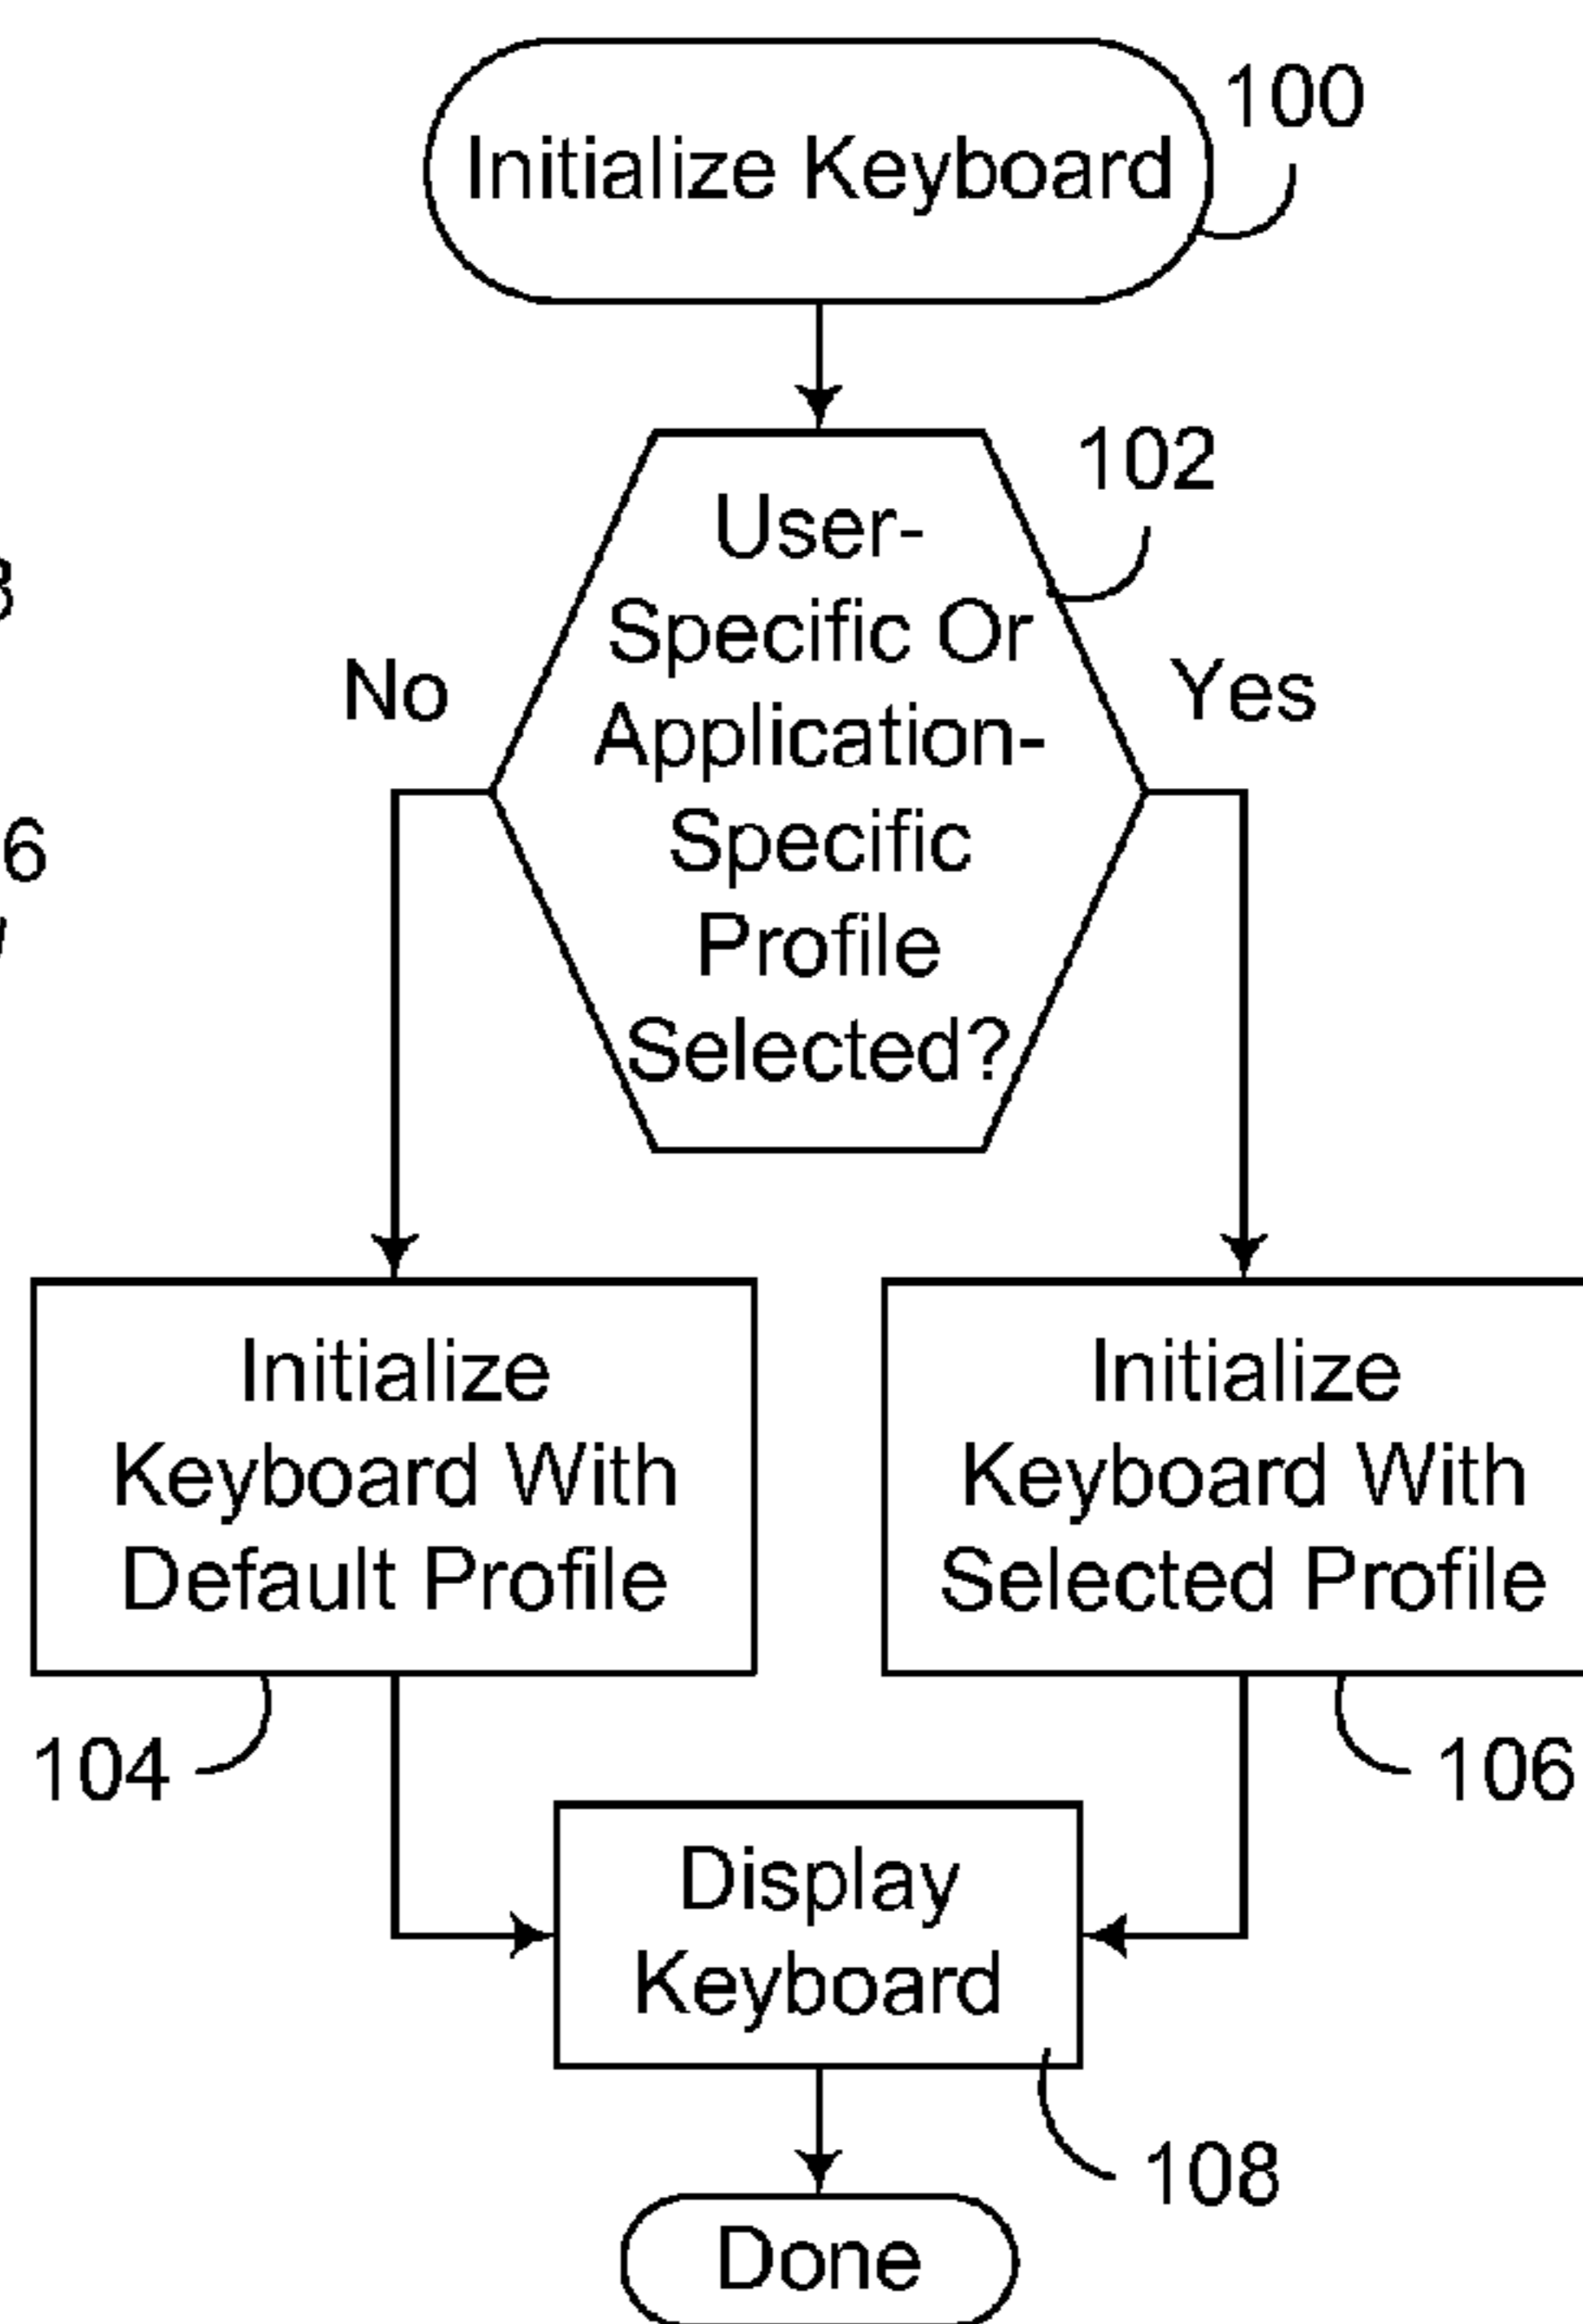 100
Initialize Keyboard
102
User-
Specific Or
Application-
Specific
Profile
Selected?
No
Yes
Initialize
Keyboard With
Default Profile
Initialize
Keyboard With
Selected Profile
104
106
Display
Keyboard
108
Done
6